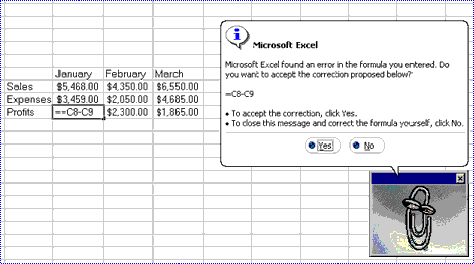 Microsoft Excel
Microsoft Excel found an error in the formula you entered. Do
you want to accept the correction proposed below?
=C8-C9
• To accept the correction, click Yes.
• To close this message and correct the formula yourself, click No.
Yes No
January February March
Sales $5,468.00 $4,350.00 $6,550.00
Expenses $3,459.00 $2,050.00 $4,685.00
Profits ==C8-C9 $2,300.00 $1,865.00